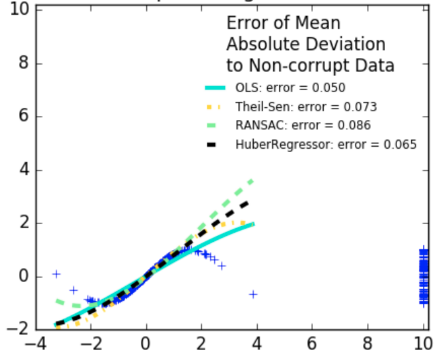 Error of Mean
Absolute Deviation
to Non-corrupt Data
OLS: error = 0.050
Theil-Sen: error = 0.073
RANSAC: error = 0.086
HuberRegressor: error = 0.065
10
8
6
4
2
0
−2
−4 −2 0 2 4 6 8 10